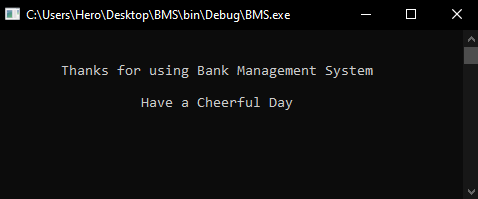 C:\Users\Hero\Desktop\BMS\bin\Debug\BMS.exe
Thanks for using Bank Management System
Have a Cheerful Day